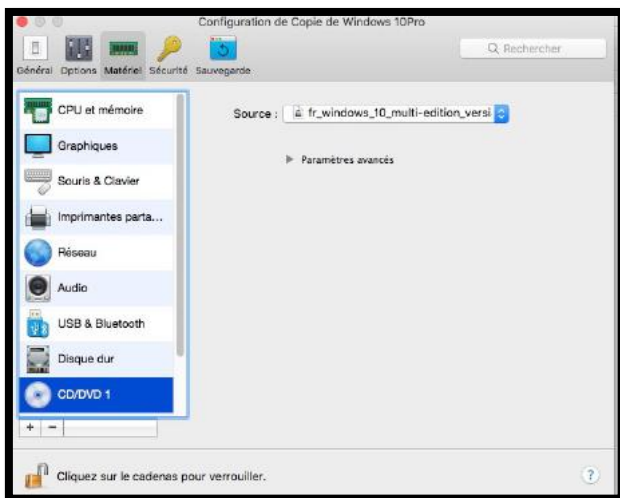 Configuration de Copie de Windows 10Pro
Général Options Matériel Sécurité Sauvegarde
Rechercher
CPU et mémoire
Source : fr_windows_10_multi-edition_versi
Graphiques
Paramètres avancés
Souris & Clavier
Imprimantes parta...
Réseau
Audio
USB & Bluetooth
Disque dur
CD/DVD 1
+ -
Cliquez sur le cadenas pour verrouiller.
?